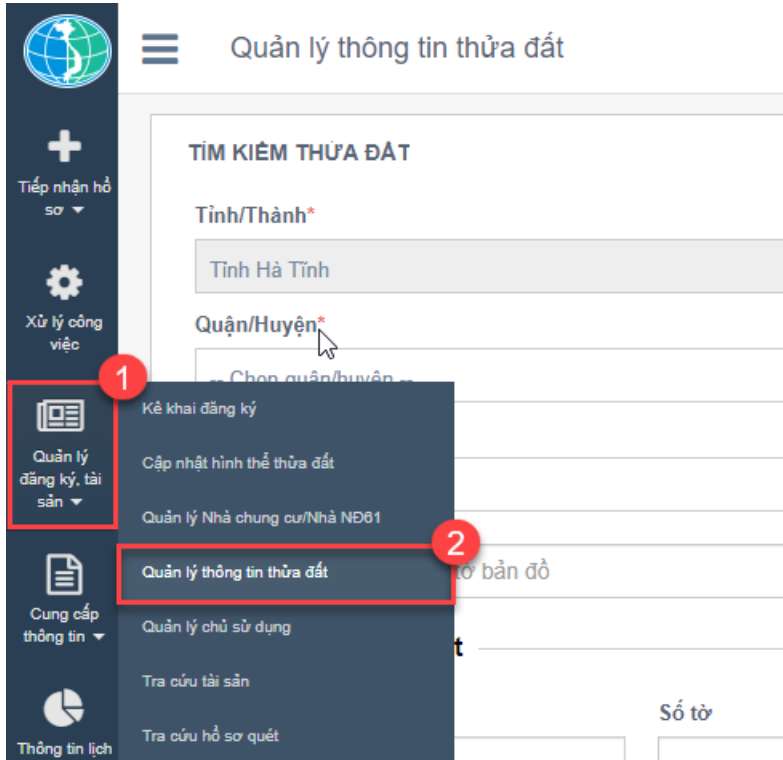 Quản lý thông tin thửa đất
Tiếp nhận hồ
sơ
Xử lý công
việc
1
Quản lý
đăng ký, tài
sản
Cung cấp
thông tin
Thông tin lịch
TÌM KIẾM THỬA ĐẤT
Tỉnh/Thành*
Tỉnh Hà Tĩnh
Quận/Huyện*
-- Chọn quận/huyện --
Kê khai đăng ký
Cập nhật hình thể thửa đất
Quản lý Nhà chung cư/Nhà NĐ61
2
Quản lý thông tin thửa đất
tờ bản đồ
Quản lý chủ sử dụng
t
Tra cứu tài sản
Tra cứu hồ sơ quét
Số tờ